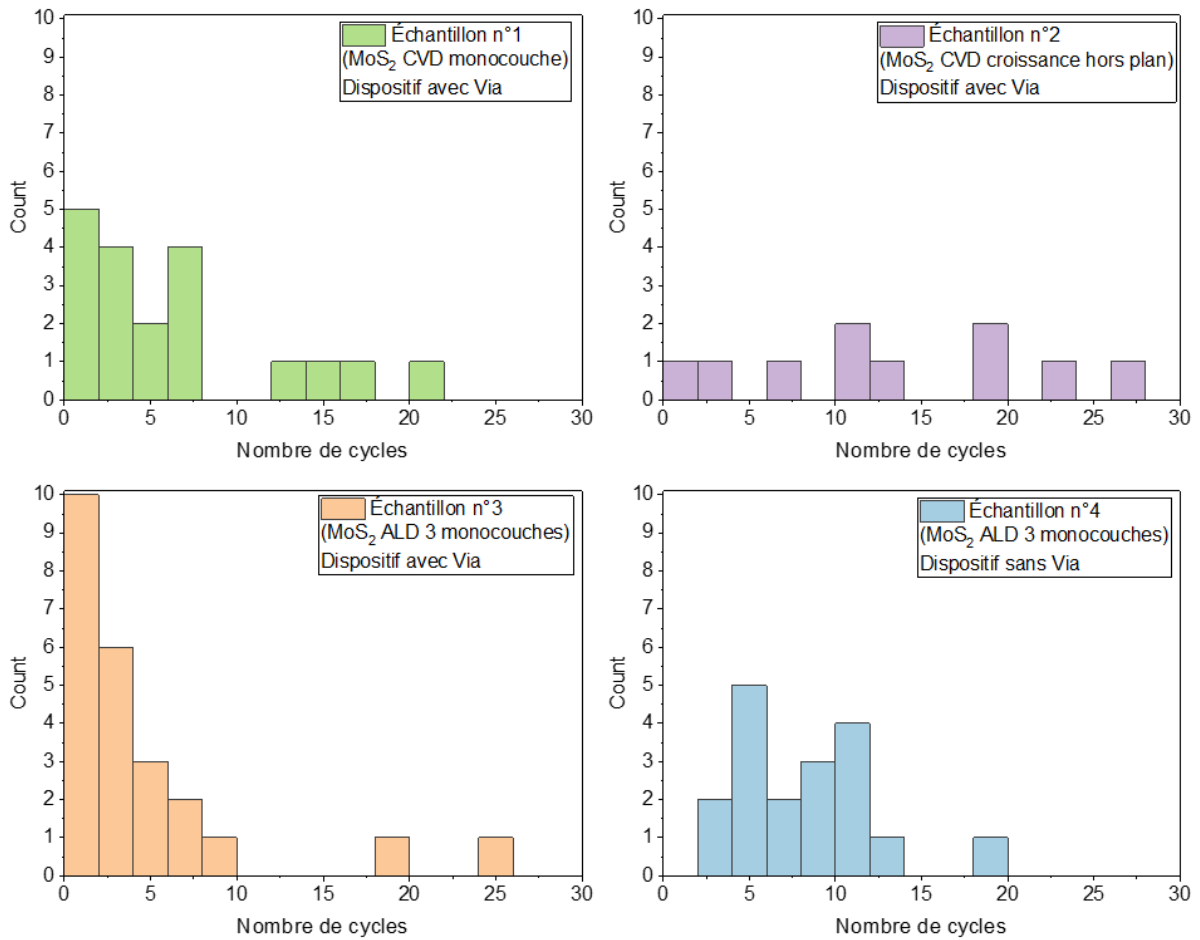 10
9
8
7
6
5
4
3
2
1
0
Count
Échantillon n°1
(MoS2 CVD monocouche)
Dispositif avec Via
0 5 10 15 20 25 30
Nombre de cycles
10
9
8
7
6
5
4
3
2
1
0
Count
Échantillon n°2
(MoS2 CVD croissance hors plan)
Dispositif avec Via
0 5 10 15 20 25 30
Nombre de cycles
10
9
8
7
6
5
4
3
2
1
0
Count
Échantillon n°3
(MoS2 ALD 3 monocouches)
Dispositif avec Via
0 5 10 15 20 25 30
Nombre de cycles
10
9
8
7
6
5
4
3
2
1
0
Count
Échantillon n°4
(MoS2 ALD 3 monocouches)
Dispositif sans Via
0 5 10 15 20 25 30
Nombre de cycles